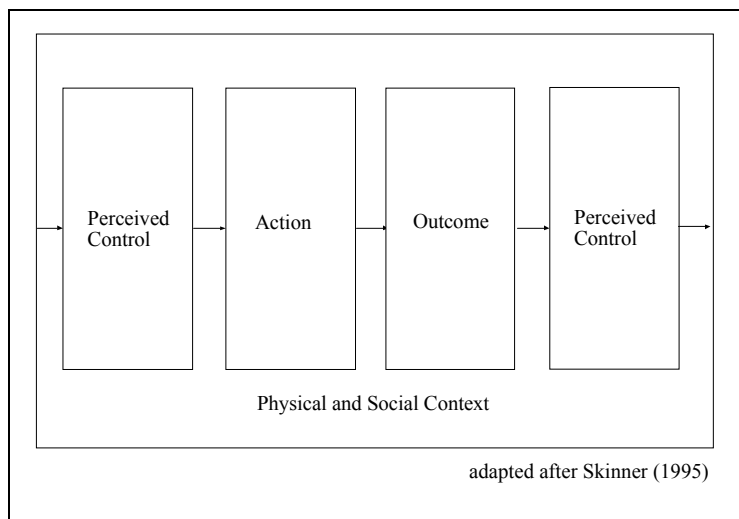 Perceived
Control
Action
Outcome
Perceived
Control
Physical and Social Context
adapted after Skinner (1995)